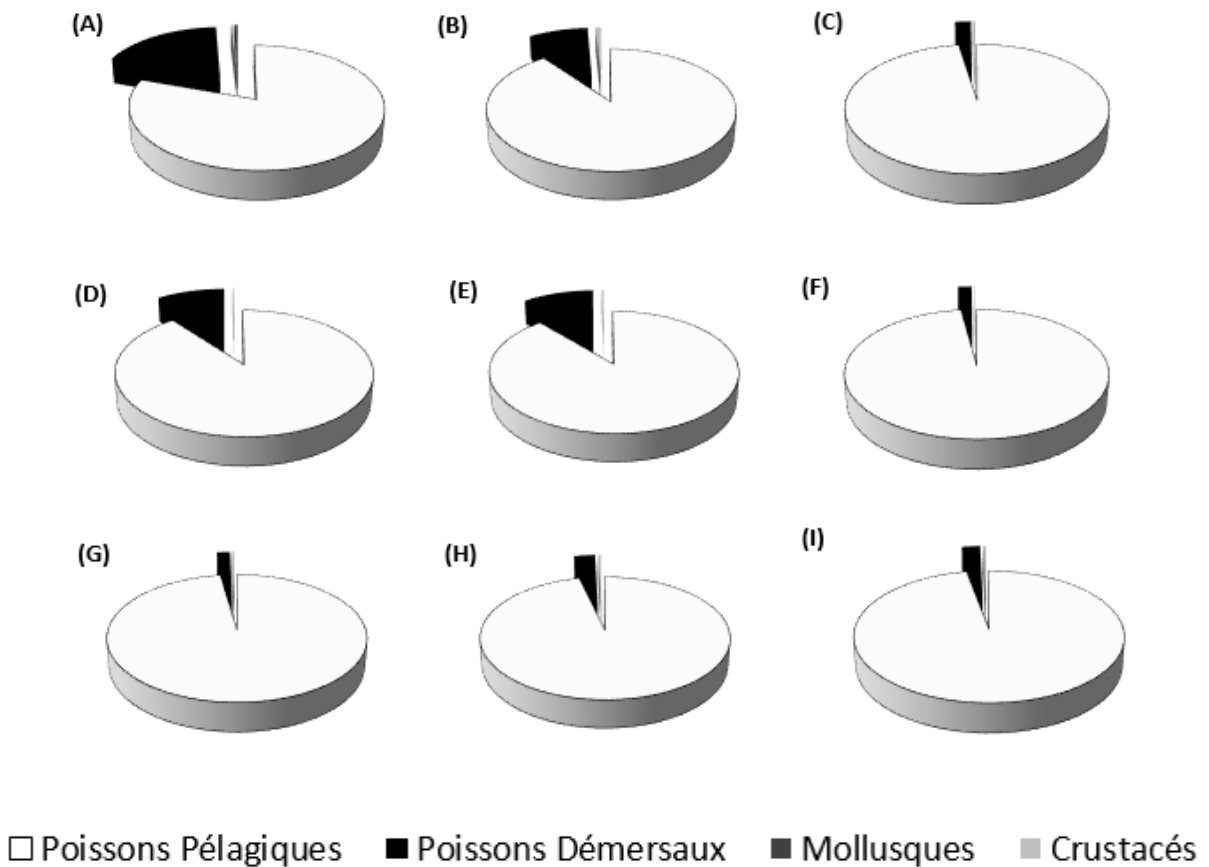 (A) (B) (C)
(D) (E) (F)
(G) (H) (I)
Poissons Pélagiques Poissons Démersaux Mollusques Crustacés